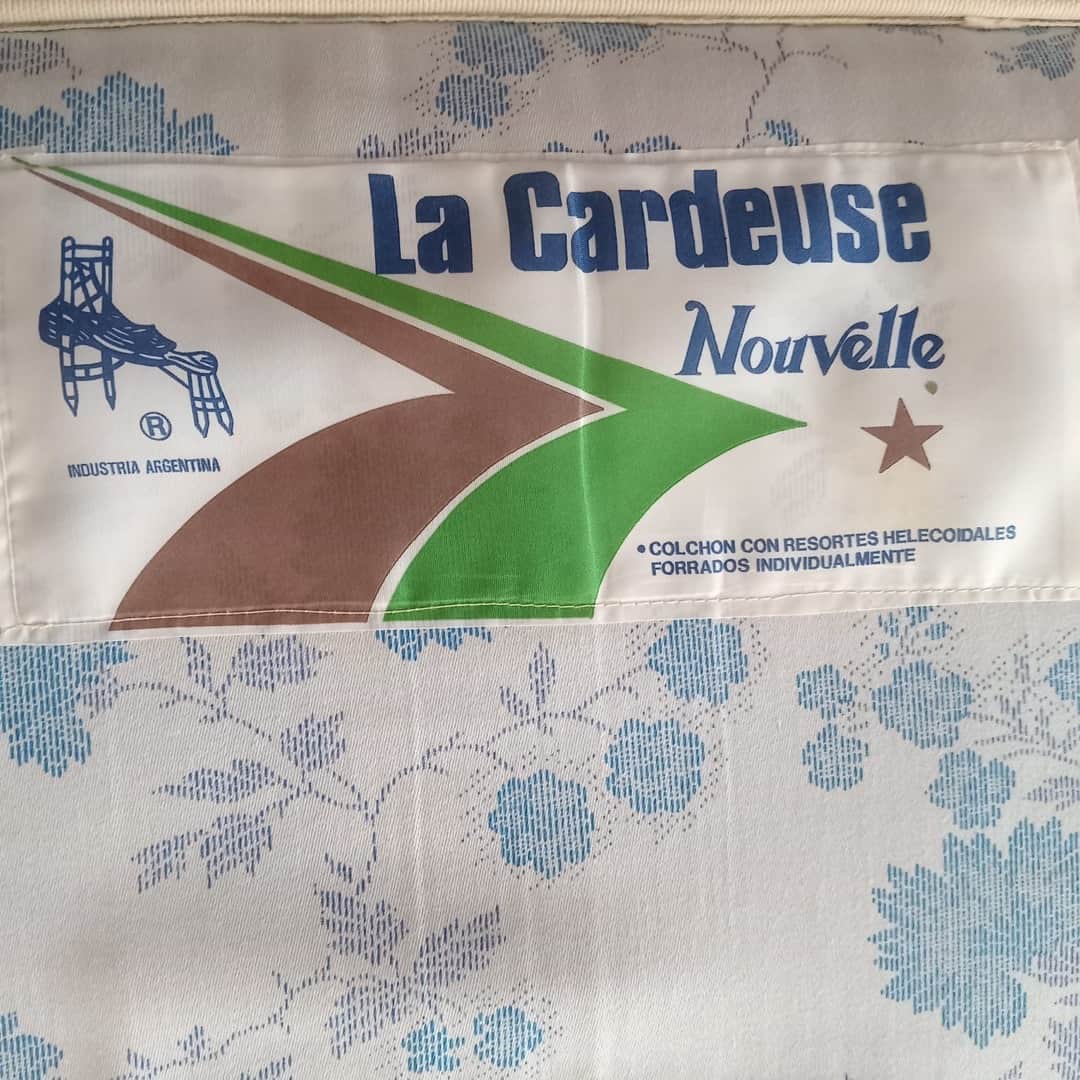 La Cardeuse
Nouvelle
®
INDUSTRIA ARGENTINA
• COLCHON CON RESORTES HELECOIDALES
FORRADOS INDIVIDUALMENTE